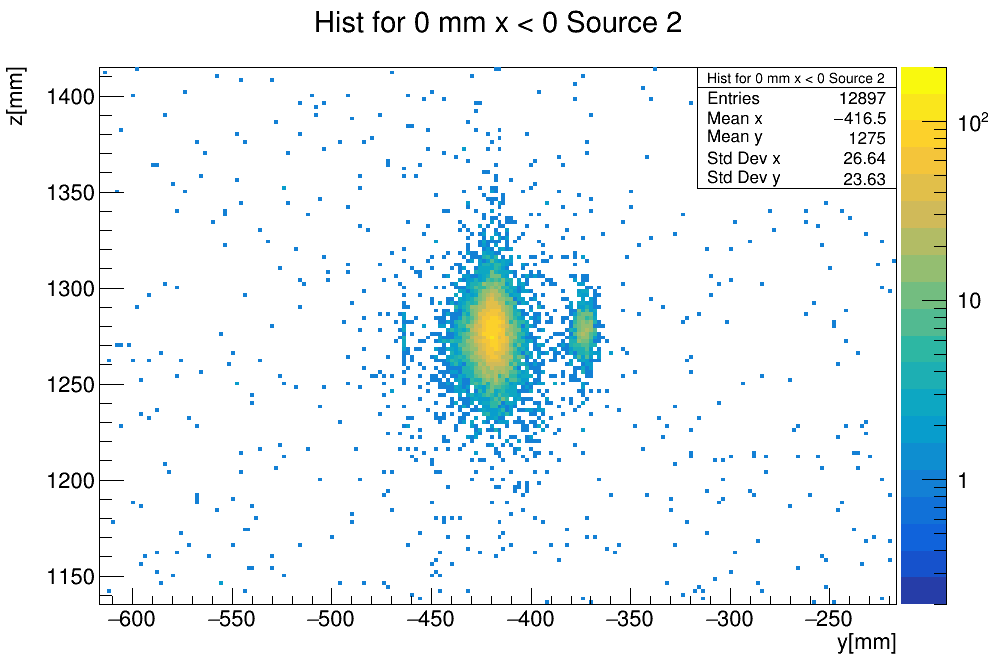 Hist for 0 mm x < 0 Source 2
z[mm]
Hist for 0 mm x < 0 Source 2
Entries 12897
Mean x −416.5
Mean y 1275
Std Dev x 26.64
Std Dev y 23.63
1400
1350
1300
1250
1200
1150
10²
10
1
−600 −550 −500 −450 −400 −350 −300 −250
y[mm]